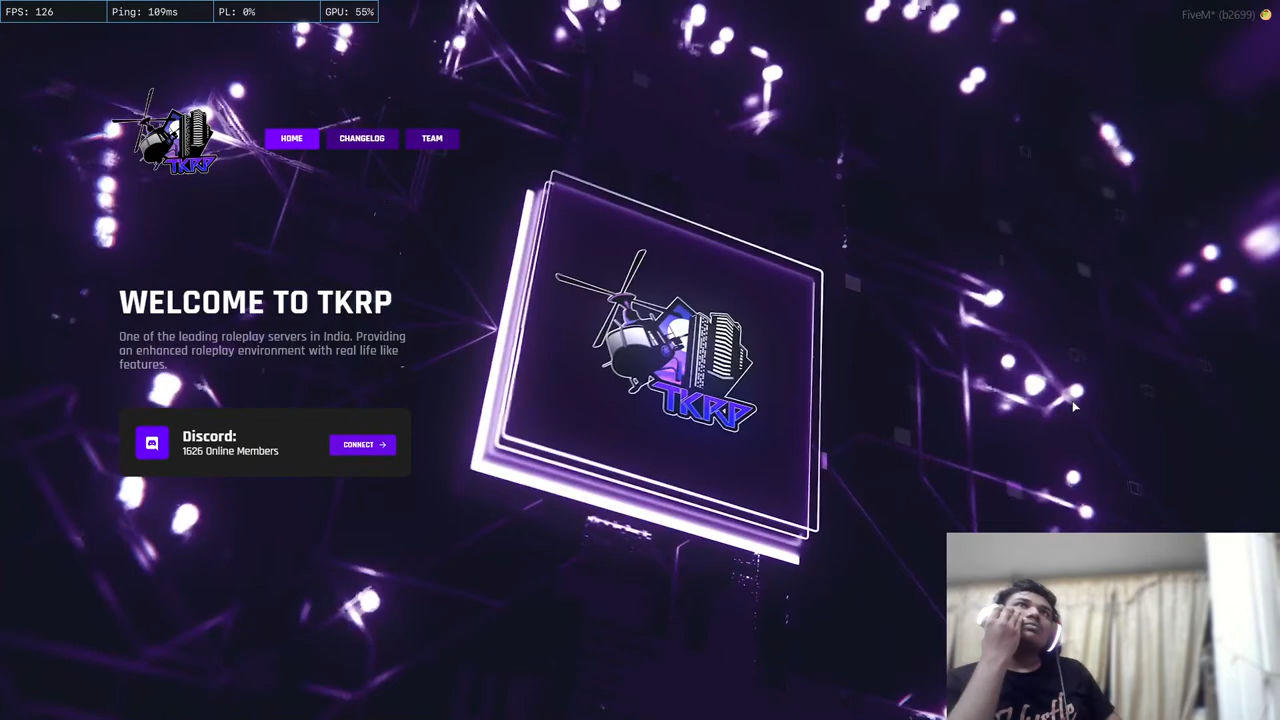 FPS: 126 Ping: 109ms PL: 0% GPU: 55%
FiveM* (b2699)
TKRP
HOME CHANGELOG TEAM
WELCOME TO TKRP
One of the leading roleplay servers in India. Providing
an enhanced roleplay environment with real life like
features.
TKRP
Discord:
1626 Online Members
CONNECT